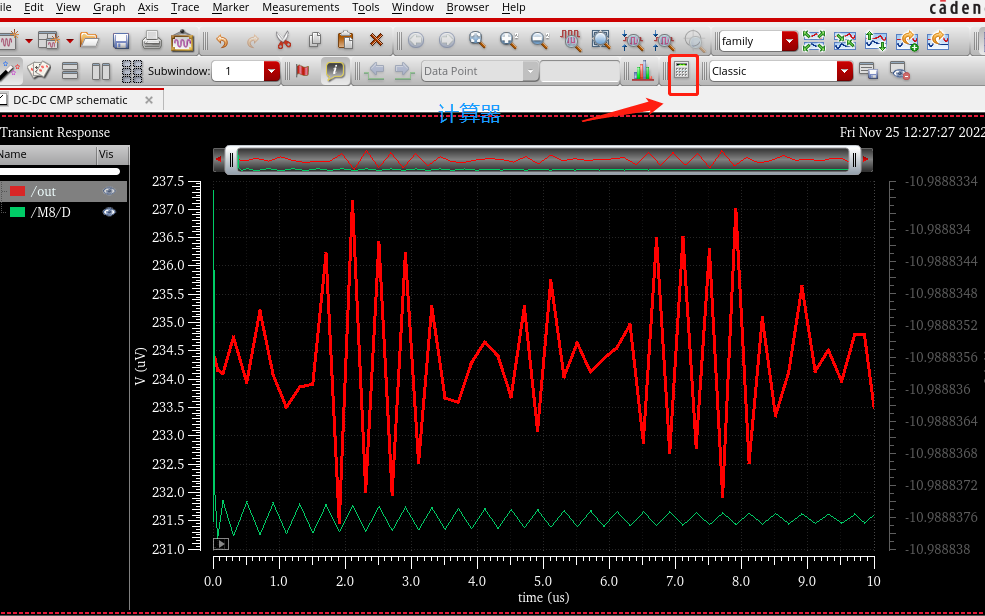 ile Edit View Graph Axis Trace Marker Measurements Tools Window Browser Help
cāden
family
Subwindow: 1 Data Point Classic
DC-DC CMP schematic
计算器
Transient Response Fri Nov 25 12:27:27 2022
Name Vis
/out
/M8/D
V (uV)
237.5
237.0
236.5
236.0
235.5
235.0
234.5
234.0
233.5
233.0
232.5
232.0
231.5
231.0
-10.9888334
-10.988834
-10.9888344
-10.9888348
-10.9888352
-10.9888356
-10.988836
-10.9888364
-10.9888368
-10.9888372
-10.9888376
-10.988838
0.0 1.0 2.0 3.0 4.0 5.0 6.0 7.0 8.0 9.0 10
time (us)